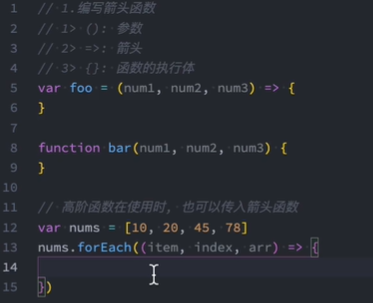 1 // 1.编写箭头函数
2 // 1> (): 参数
3 // 2> =>: 箭头
4 // 3> {}: 函数的执行体
5 var foo = (num1, num2, num3) => {
6 }
7
8 function bar(num1, num2, num3) {
9 }
10
11 // 高阶函数在使用时, 也可以传入箭头函数
12 var nums = [10, 20, 45, 78]
13 nums.forEach((item, index, arr) => {
14
15 })